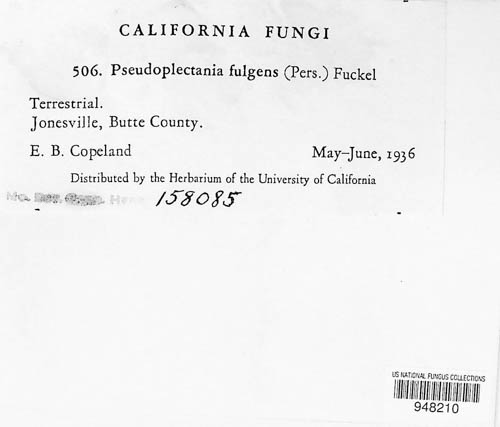 CALIFORNIA FUNGI
506. Pseudoplectania fulgens (Pers.) Fuckel
Terrestrial.
Jonesville, Butte County.
E. B. Copeland May–June, 1936
Distributed by the Herbarium of the University of California
No. 158085
US NATIONAL FUNGUS COLLECTIONS
948210